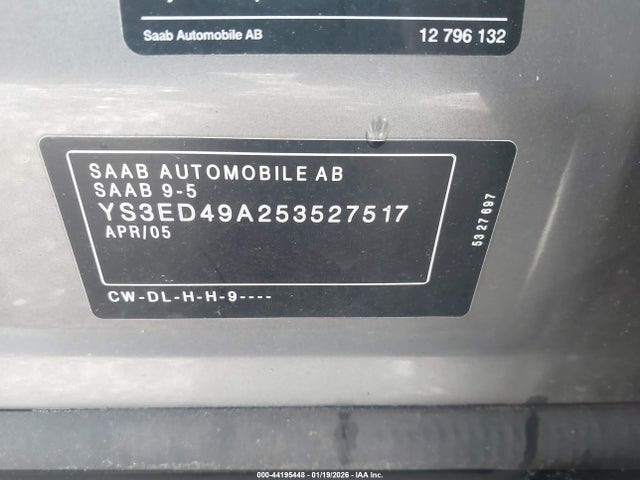 Saab Automobile AB 12 796 132
SAAB AUTOMOBILE AB
SAAB 9-5
YS3ED49A253527517
APR/05
CW-DL-H-H-9----
5327697
000-44195448 - 01/19/2026 - IAA Inc.